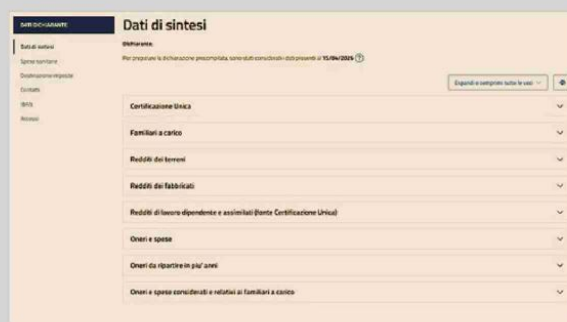 DATI DICHIARANTE
Dati di sintesi
Spese sanitarie
Destinazione imposte
Contatti
IBAN
Dati di sintesi
Dichiarante:
Per preparare la dichiarazione precompilata, sono stati considerati i dati presenti al 15/04/2025
Espandi o comprimi tutte le voci
Certificazione Unica
Familiari a carico
Redditi dei terreni
Redditi dei fabbricati
Redditi di lavoro dipendente e assimilati (fonte Certificazione Unica)
Oneri e spese
Oneri da ripartire in piu' anni
Oneri e spese considerati e relativi ai familiari a carico